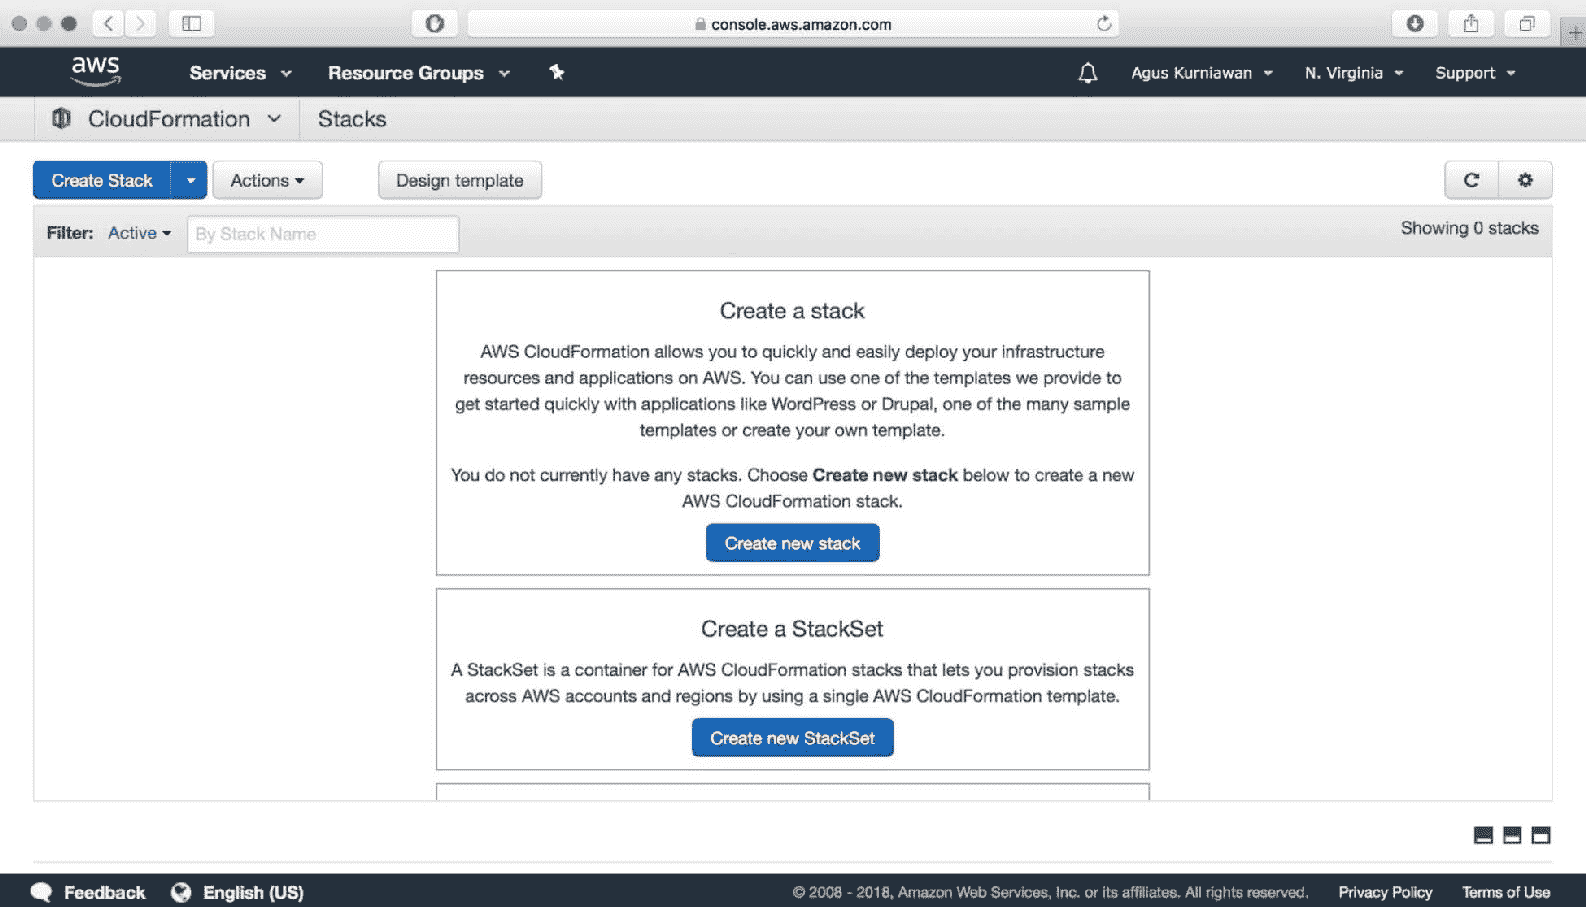 console.aws.amazon.com
aws
Services
Resource Groups
Agus Kurniawan
N. Virginia
Support
CloudFormation
Stacks
Create Stack
Actions
Design template
Filter: Active
By Stack Name
Showing 0 stacks
Create a stack
AWS CloudFormation allows you to quickly and easily deploy your infrastructure
resources and applications on AWS. You can use one of the templates we provide to
get started quickly with applications like WordPress or Drupal, one of the many sample
templates or create your own template.
You do not currently have any stacks. Choose Create new stack below to create a new
AWS CloudFormation stack.
Create new stack
Create a StackSet
A StackSet is a container for AWS CloudFormation stacks that lets you provision stacks
across AWS accounts and regions by using a single AWS CloudFormation template.
Create new StackSet
Feedback
English (US)
© 2008 - 2018, Amazon Web Services, Inc. or its affiliates. All rights reserved.
Privacy Policy
Terms of Use